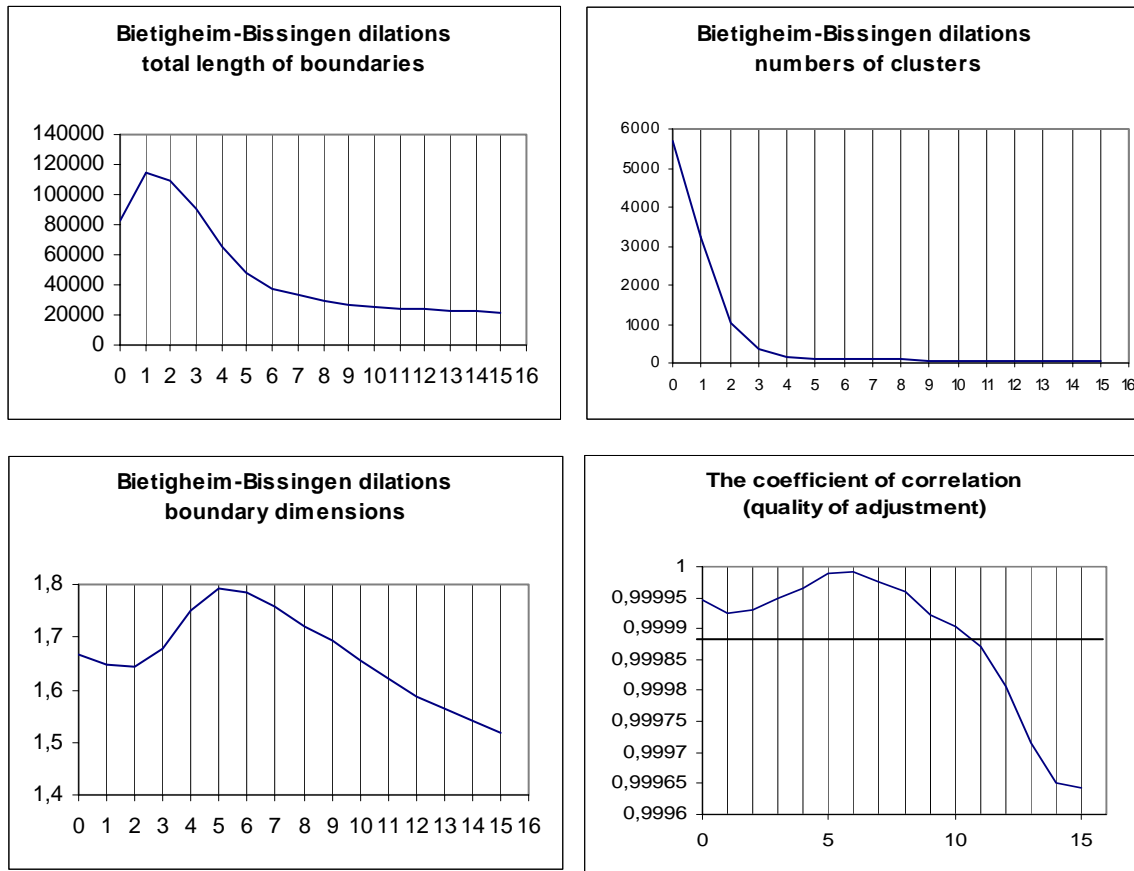 Bietigheim-Bissingen dilations
total length of boundaries
140000
120000
100000
80000
60000
40000
20000
0
0 1 2 3 4 5 6 7 8 9 10 11 12 13 14 15 16
Bietigheim-Bissingen dilations
numbers of clusters
6000
5000
4000
3000
2000
1000
0
0 1 2 3 4 5 6 7 8 9 10 11 12 13 14 15 16
Bietigheim-Bissingen dilations
boundary dimensions
1,8
1,7
1,6
1,5
1,4
0 1 2 3 4 5 6 7 8 9 10 11 12 13 14 15 16
The coefficient of correlation
(quality of adjustment)
1
0,99995
0,9999
0,99985
0,9998
0,99975
0,9997
0,99965
0,9996
0 5 10 15